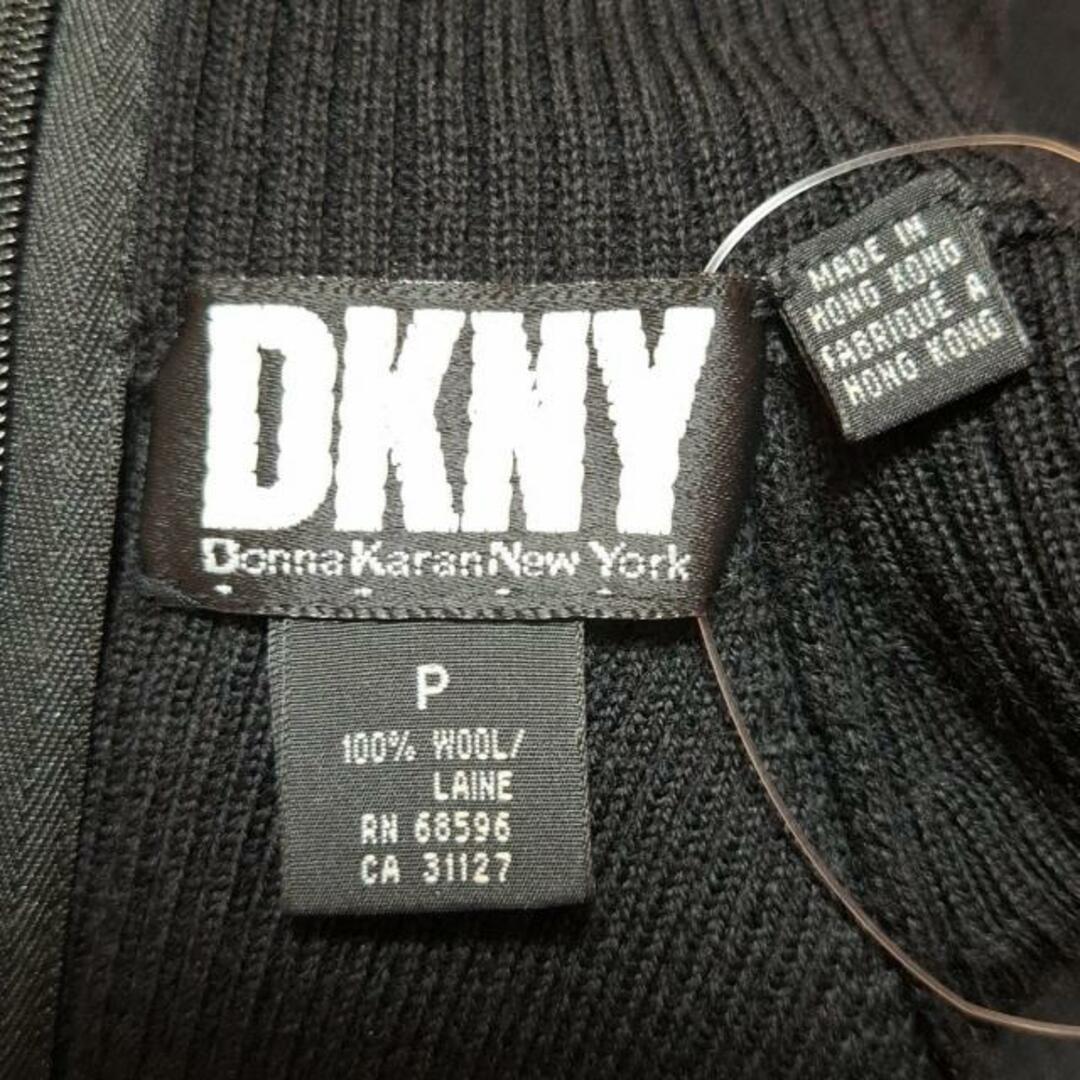 DKNY
Donna Karan New York
MADE IN
HONG KONG
FABRIQUÉ A
HONG KONG
P
100% WOOL/
LAINE
RN 68596
CA 31127